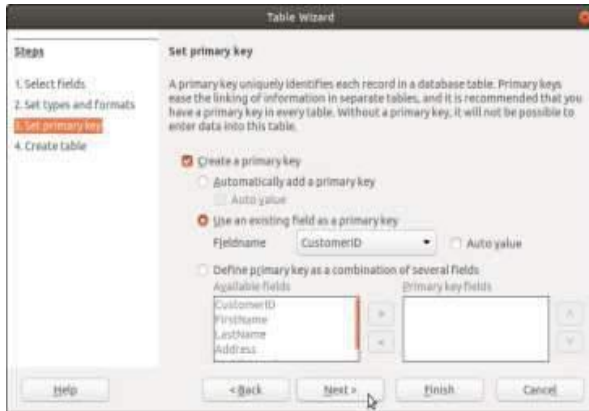 Table Wizard
Steps
1. Select fields
2. Set types and formats
3. Set primary key
4. Create table
Set primary key
A primary key uniquely identifies each record in a database table. Primary keys
ease the linking of information in separate tables, and it is recommended that you
have a primary key in every table. Without a primary key, it will not be possible to
enter data into this table.
Create a primary key
Automatically add a primary key
Auto value
Use an existing field as a primary key
Fieldname CustomerID Auto value
Define primary key as a combination of several fields
Available fields Primary key fields
CustomerID
FirstName
LastName
Address
Help < Back Next > Finish Cancel